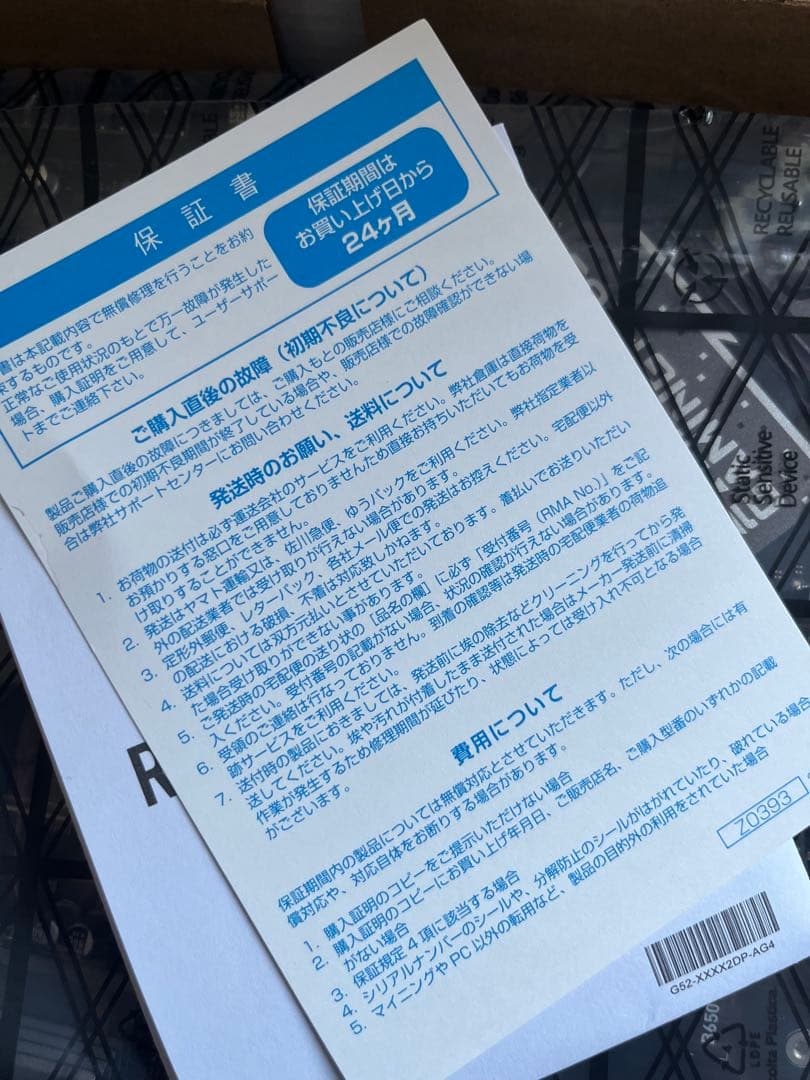 保証書
保証期間は
お買い上げ日から
24ヶ月
書は本記載内容で無償修理を行うことをお約
するものです。
正常なご使用状況のもとで万一故障が発生した
場合、購入証明をご用意して、ユーザーサポー
トまでご連絡下さい。
ご購入直後の故障(初期不良について)
製品ご購入直後の故障につきましては、ご購入もとの販売店様にご相談ください。
販売店様での初期不良期間が終了している場合や、販売店様での故障確認ができない場
合は弊社サポートセンターにお問い合わせください。
発送時のお願い、送料について
1. お荷物の送付は必ず運送会社のサービスをご利用ください。弊社倉庫は直接荷物を
お預かりする窓口をご用意しておりませんため直接お持ちいただいてもお荷物を受
け取りすることができません。
2. 発送はヤマト運輸又は、佐川急便、ゆうパックをご利用ください。弊社指定業者以
外の配送業者では受け取りが行えない場合があります。
3. 定形外郵便、レターパック、各社メール便での発送はお控えください。宅配便以外
の配送における破損、不着は対応致しかねます。
4. 送料については双方元払いとさせていただいております。着払いでお送りいただい
た場合受け取りができない事があります。
5. ご発送時の宅配便の送り状の[品名の欄]に必ず「受付番号(RMA No.)」をご記
入ください。受付番号の記載がない場合、状況の確認が行えない場合があります。
6. 受領のご連絡は行なっておりません。到着の確認等は発送時の宅配便業者の荷物追
跡サービスをご利用ください。
7. 送付時の製品におきましては、発送前に埃の除去などクリーニングを行ってから発
送してください。埃や汚れが付着したまま送付された場合はメーカー発送前に清掃
作業が発生するため修理期間が延びたり、状態によっては受け入れ不可となる場合
がございます。
費用について
保証期間内の製品については無償対応とさせていただきます。ただし、次の場合には有
償対応や、対応自体をお断りする場合があります。
1. 購入証明のコピーをご提示いただけない場合
2. 購入証明のコピーにお買い上げ年月日、ご販売店名、ご購入型番のいずれかの記載
がない場合
3. 保証規定4項に該当する場合
4. シリアルナンバーのシールや、分解防止のシールがはがれていたり、破れている場合
5. マイニングやPC以外の転用など、製品の目的外の利用をされていた場合
Z0393
G52-XXXX2DP-AG4
RECYCLABLE
REUSABLE
Static
Sensitive
Device
R
3650
LDPE
olta Plastica